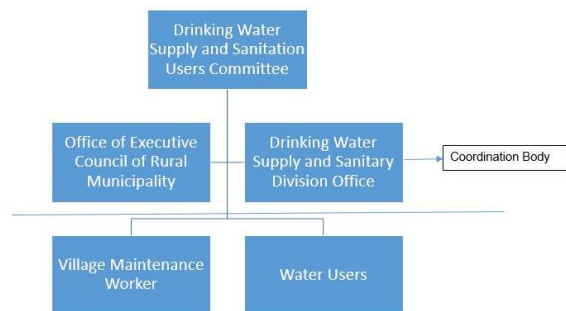 Drinking Water
Supply and Sanitation
Users Committee
Office of Executive
Council of Rural
Municipality
Drinking Water
Supply and Sanitary
Division Office
Coordination Body
Village Maintenance
Worker
Water Users